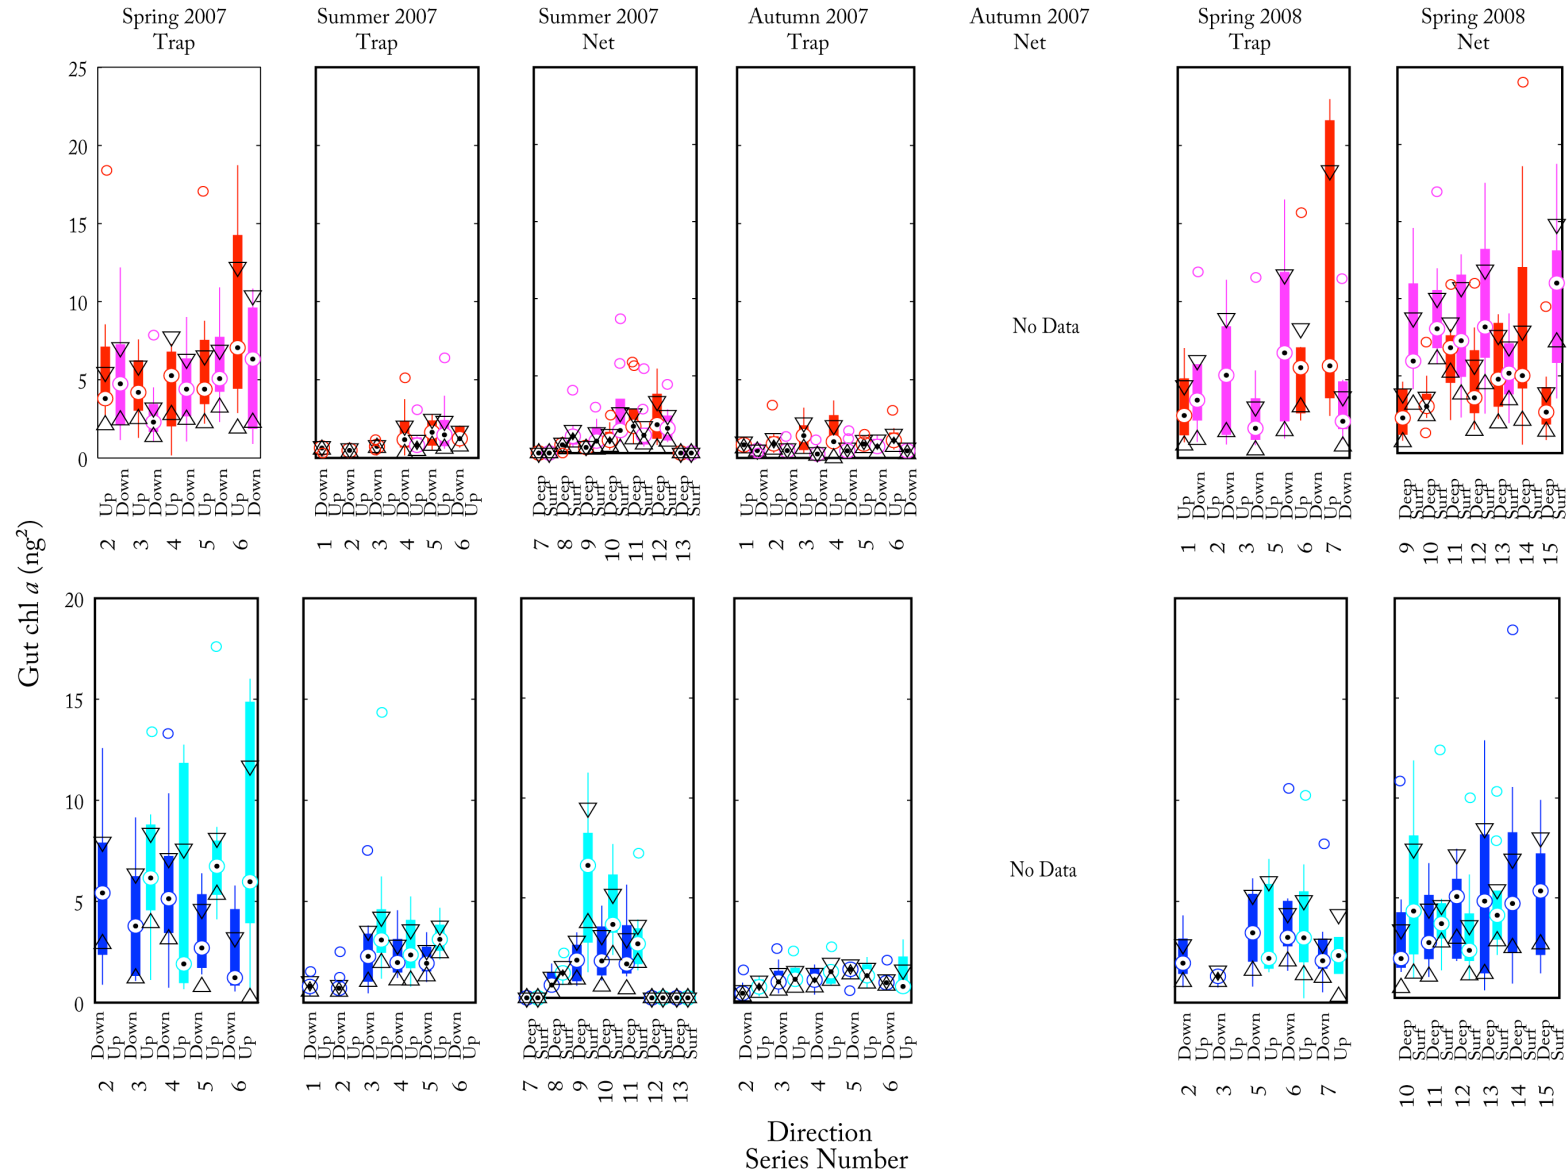 Spring 2007 Summer 2007 Summer 2007 Autumn 2007 Autumn 2007 Spring 2008 Spring 2008
Trap Trap Net Trap Net Trap Net
25
20
15
10
5
0
No Data
Up Down Up Down Up Down Up Down Up Down
2 3 4 5 6
Down Up Down Up Down Up Down Up Down Up Down Up
1 2 3 4 5 6
Deep Surf Deep Surf Deep Surf Deep Surf Deep Surf Deep Surf Deep Surf
7 8 9 10 11 12 13
Up Down Up Down Up Down Up Down Up Down Up Down
1 2 3 4 5 6
Up Down Up Down Up Down Up Down Up Down Up Down
1 2 3 5 6 7
Deep Surf Deep Surf Deep Surf Deep Surf Deep Surf Deep Surf Deep Surf
9 10 11 12 13 14 15
Gut chl a (ng²)
20
15
10
5
0
No Data
Down Up Down Up Down Up Down Up Down Up
2 3 4 5 6
Down Up Down Up Down Up Down Up Down Up Down Up
1 2 3 4 5 6
Deep Surf Deep Surf Deep Surf Deep Surf Deep Surf Deep Surf Deep Surf
7 8 9 10 11 12 13
Down Up Down Up Down Up Down Up Down Up
2 3 4 5 6
Down Up Down Up Down Up Down Up Down Up
2 3 5 6 7
Deep Surf Deep Surf Deep Surf Deep Surf Deep Surf Deep Surf
10 11 12 13 14 15
Direction
Series Number